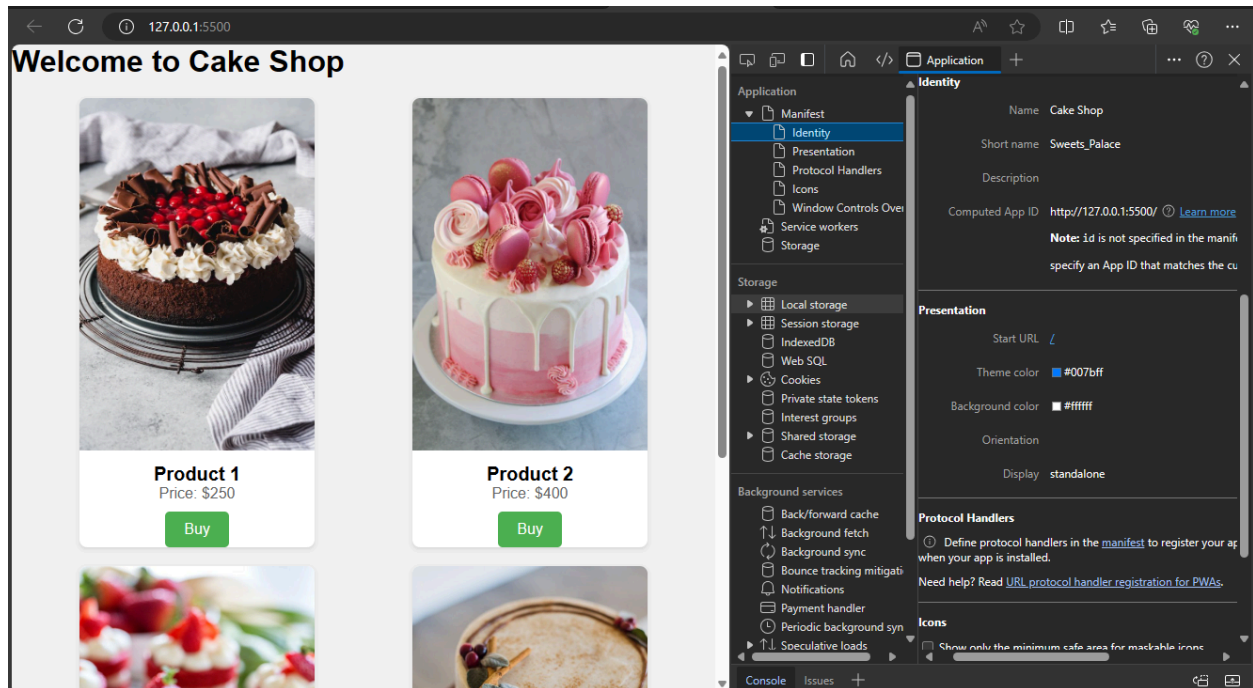 127.0.0.1:5500
Welcome to Cake Shop
Product 1
Price: $250
Buy
Product 2
Price: $400
Buy
Application
Application
Manifest
Identity
Presentation
Protocol Handlers
Icons
Window Controls Over
Service workers
Storage
Storage
Local storage
Session storage
IndexedDB
Web SQL
Cookies
Private state tokens
Interest groups
Shared storage
Cache storage
Background services
Back/forward cache
Background fetch
Background sync
Bounce tracking mitigati
Notifications
Payment handler
Periodic background syn
Speculative loads
Identity
Name Cake Shop
Short name Sweets_Palace
Description
Computed App ID http://127.0.0.1:5500/ Learn more
Note: id is not specified in the manif
specify an App ID that matches the cu
Presentation
Start URL /
Theme color #007bff
Background color #ffffff
Orientation
Display standalone
Protocol Handlers
Define protocol handlers in the manifest to register your ap
when your app is installed.
Need help? Read URL protocol handler registration for PWAs.
Icons
Show only the minimum safe area for maskable icons
Console Issues